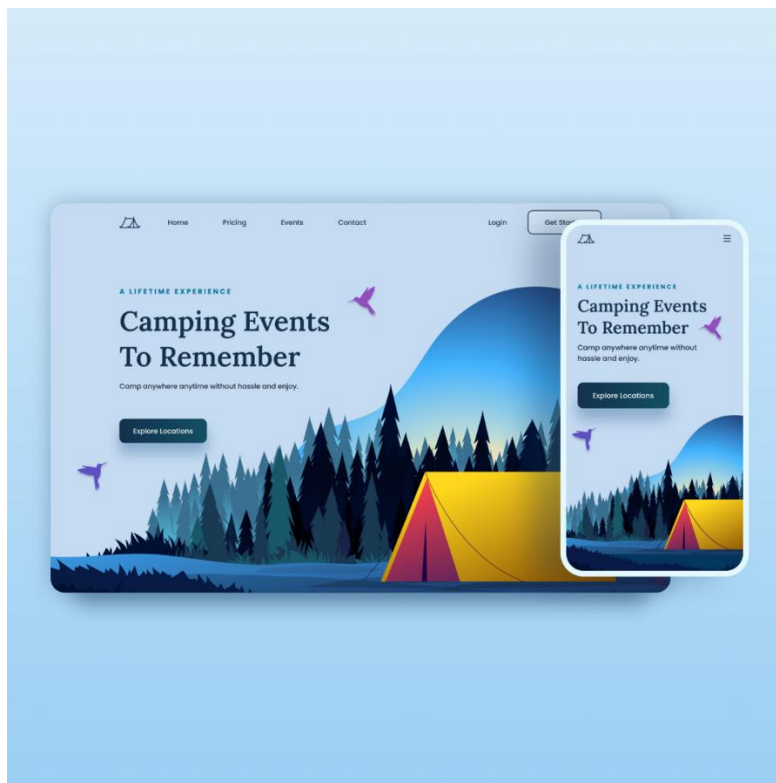 Home Pricing Events Contact Login Get
A LIFETIME EXPERIENCE
Camping Events
To Remember
Camp anywhere anytime without hassle and enjoy.
Explore Locations
A LIFETIME EXPERIENCE
Camping Events
To Remember
Camp anywhere anytime without
hassle and enjoy.
Explore Locations